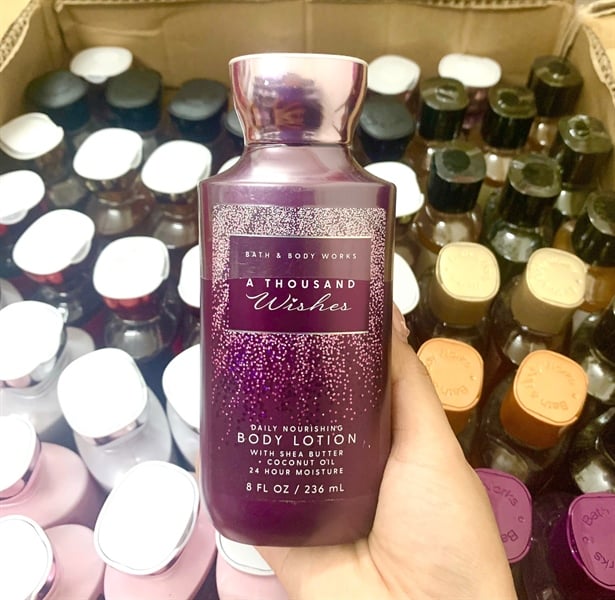 BATH & BODY WORKS
A THOUSAND
Wishes
DAILY NOURISHING
BODY LOTION
WITH SHEA BUTTER
+ COCONUT OIL
24 HOUR MOISTURE
8 FL OZ / 236 mL